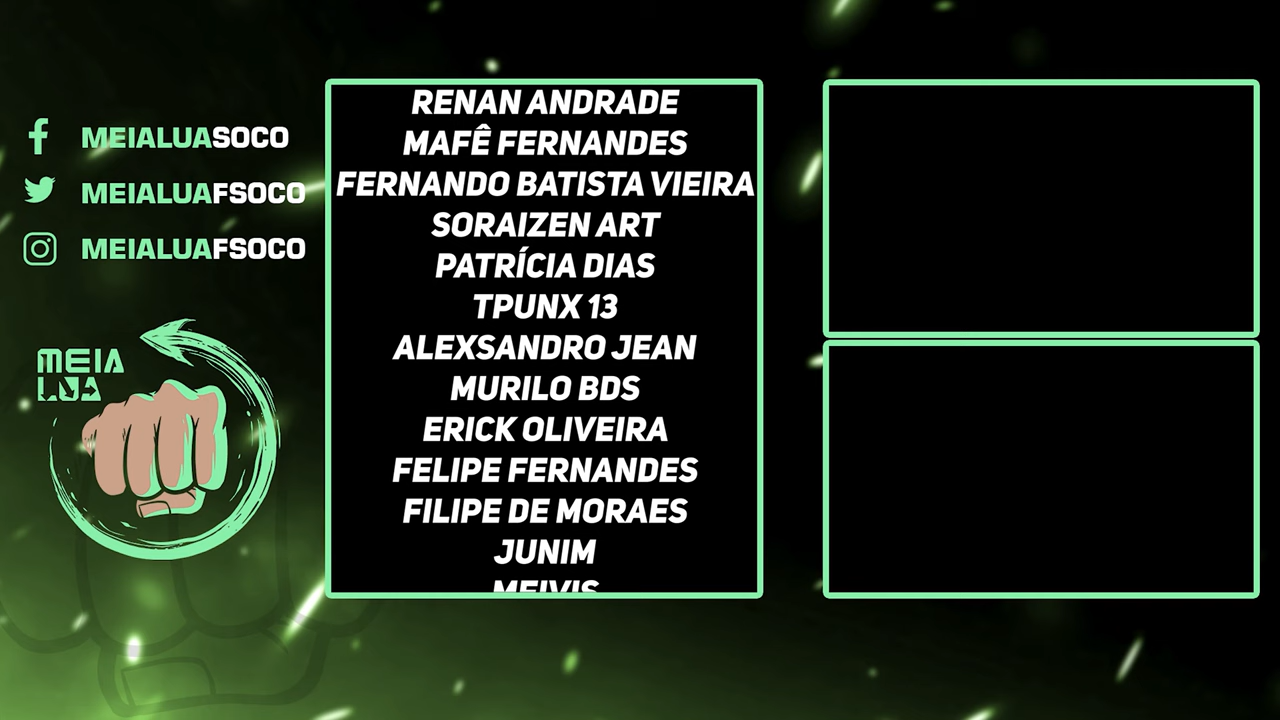 MEIALUASOCO
MEIALUAFSOCO
MEIALUAFSOCO
MEIA
LUA
RENAN ANDRADE
MAFÊ FERNANDES
FERNANDO BATISTA VIEIRA
SORAIZEN ART
PATRÍCIA DIAS
TPUNX 13
ALEXSANDRO JEAN
MURILO BDS
ERICK OLIVEIRA
FELIPE FERNANDES
FILIPE DE MORAES
JUNIM